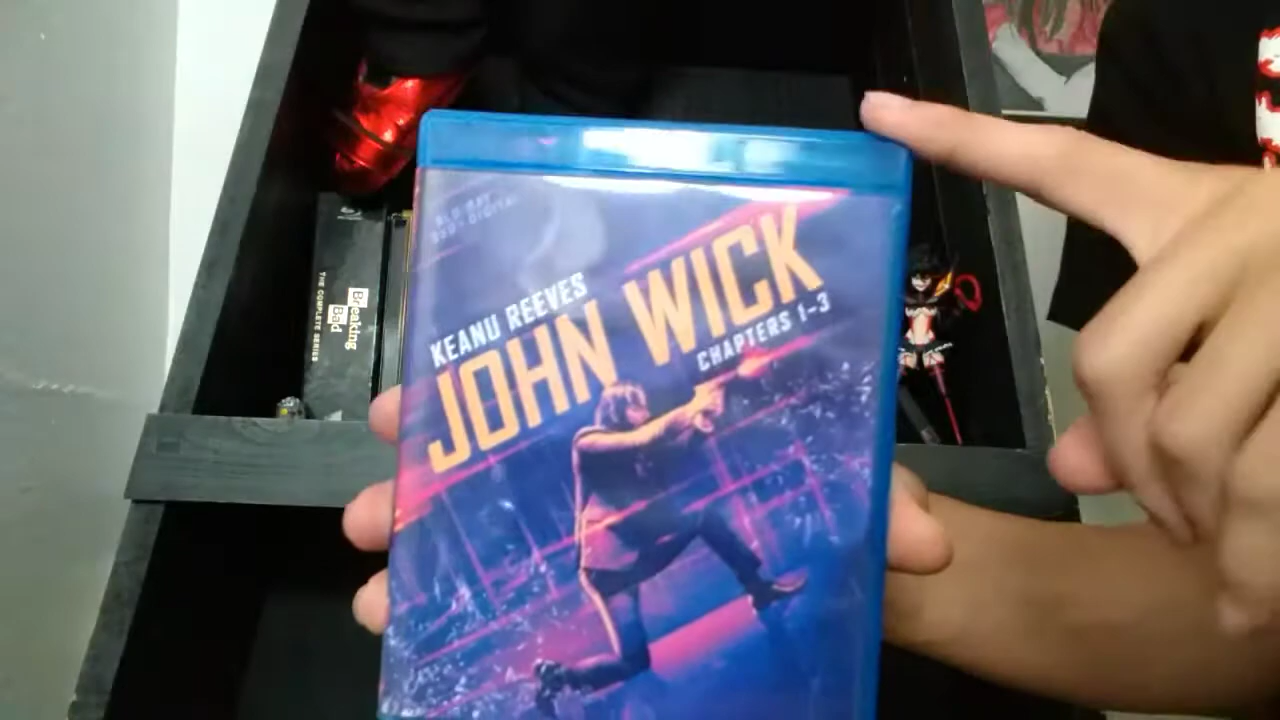 BLU-RAY
DVD+DIGITAL
KEANU REEVES
JOHN WICK
CHAPTERS 1-3
Breaking
Bad
THE COMPLETE SERIES